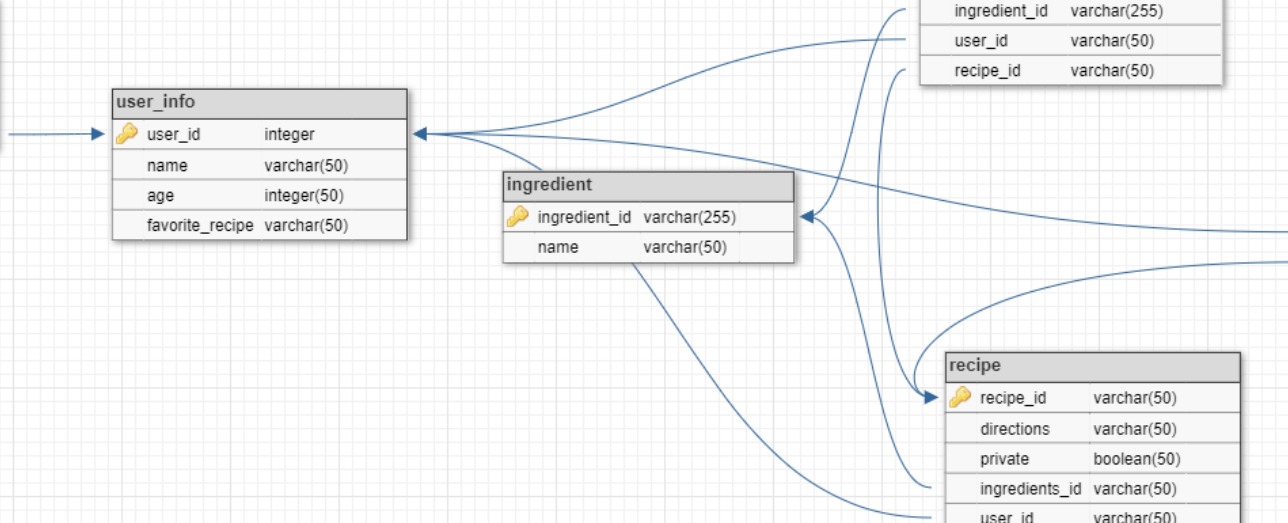 ingredient_id varchar(255)
user_id varchar(50)
recipe_id varchar(50)
user_info
user_id integer
name varchar(50)
age integer(50)
favorite_recipe varchar(50)
ingredient
ingredient_id varchar(255)
name varchar(50)
recipe
recipe_id varchar(50)
directions varchar(50)
private boolean(50)
ingredients_id varchar(50)
user_id varchar(50)